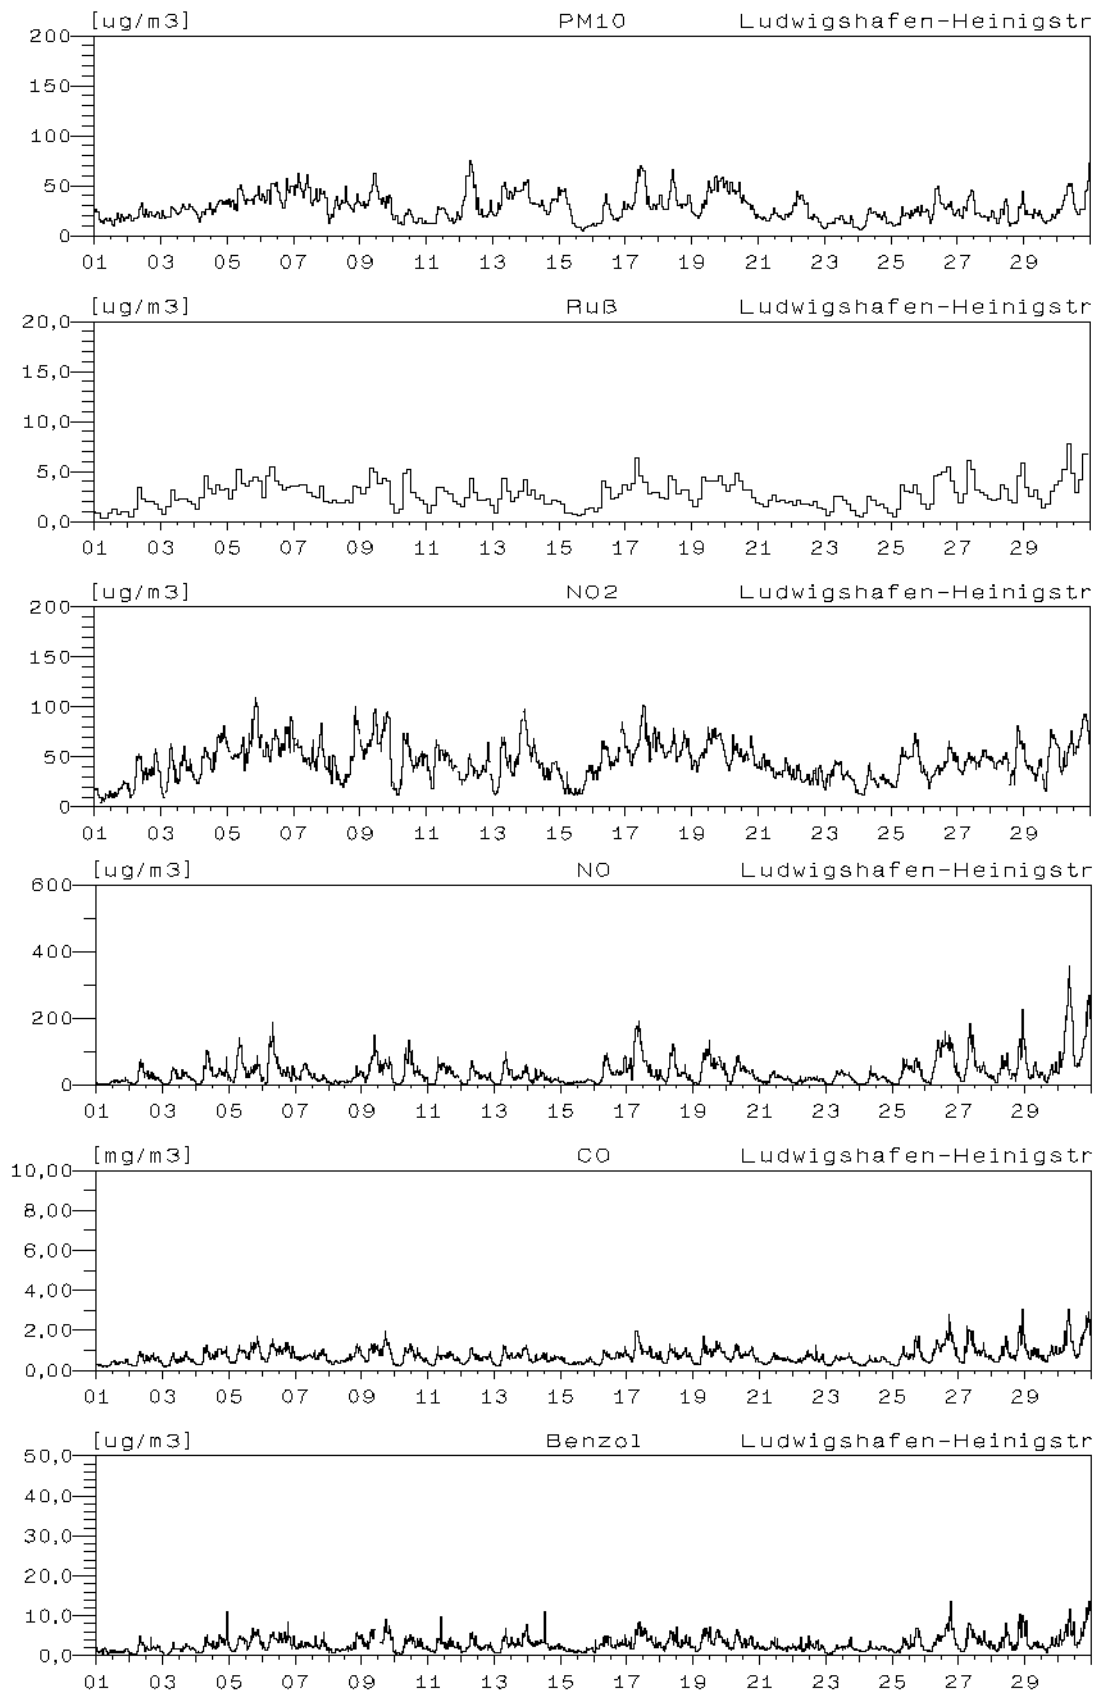 [ug/m3] PM10 Ludwigshafen-Heinigstr
200
150
100
50
0
01 03 05 07 09 11 13 15 17 19 21 23 25 27 29
[ug/m3] Ruß Ludwigshafen-Heinigstr
20,0
15,0
10,0
5,0
0,0
01 03 05 07 09 11 13 15 17 19 21 23 25 27 29
[ug/m3] NO2 Ludwigshafen-Heinigstr
200
150
100
50
0
01 03 05 07 09 11 13 15 17 19 21 23 25 27 29
[ug/m3] NO Ludwigshafen-Heinigstr
600
400
200
0
01 03 05 07 09 11 13 15 17 19 21 23 25 27 29
[mg/m3] CO Ludwigshafen-Heinigstr
10,00
8,00
6,00
4,00
2,00
0,00
01 03 05 07 09 11 13 15 17 19 21 23 25 27 29
[ug/m3] Benzol Ludwigshafen-Heinigstr
50,0
40,0
30,0
20,0
10,0
0,0
01 03 05 07 09 11 13 15 17 19 21 23 25 27 29